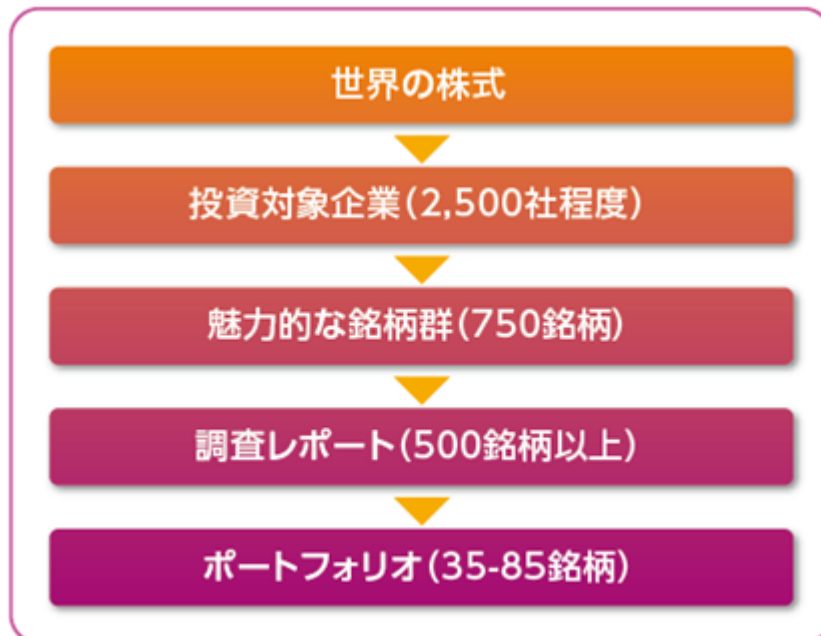 世界の株式
投資対象企業(2,500社程度)
魅力的な銘柄群(750銘柄)
調査レポート(500銘柄以上)
ポートフォリオ(35-85銘柄)